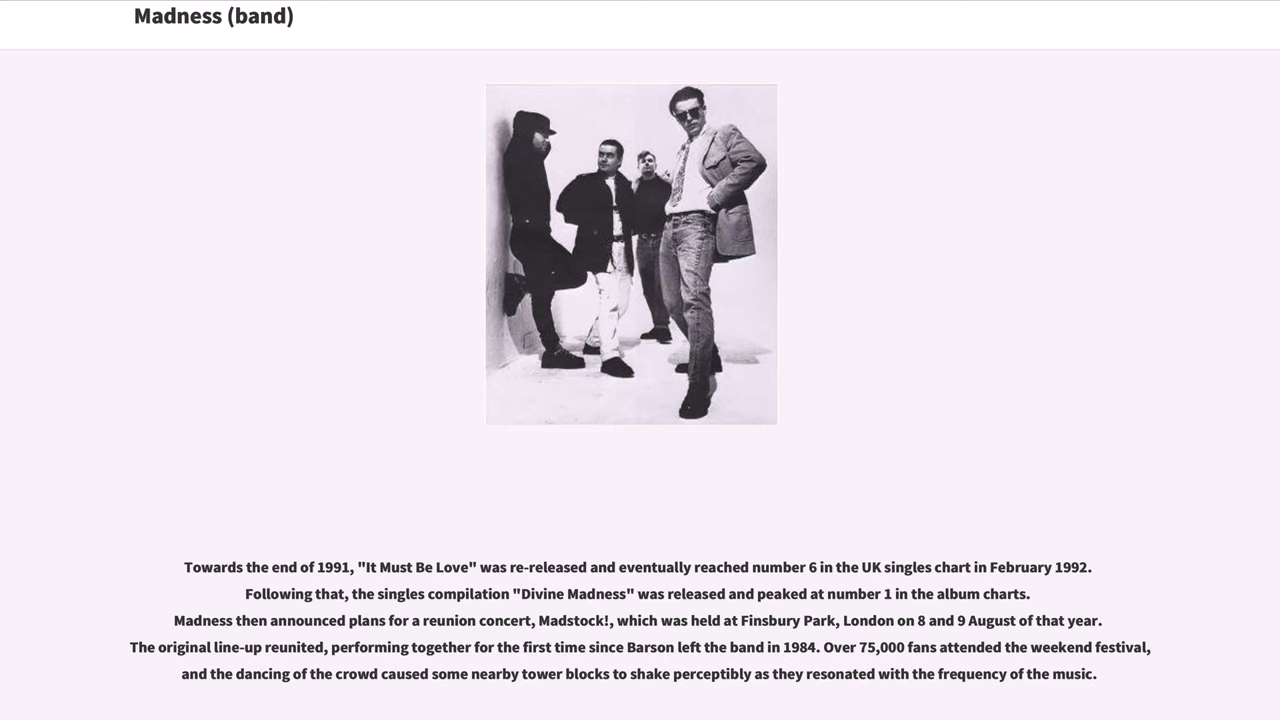 Madness (band)
Towards the end of 1991, "It Must Be Love" was re-released and eventually reached number 6 in the UK singles chart in February 1992.
Following that, the singles compilation "Divine Madness" was released and peaked at number 1 in the album charts.
Madness then announced plans for a reunion concert, Madstock!, which was held at Finsbury Park, London on 8 and 9 August of that year.
The original line-up reunited, performing together for the first time since Barson left the band in 1984. Over 75,000 fans attended the weekend festival,
and the dancing of the crowd caused some nearby tower blocks to shake perceptibly as they resonated with the frequency of the music.